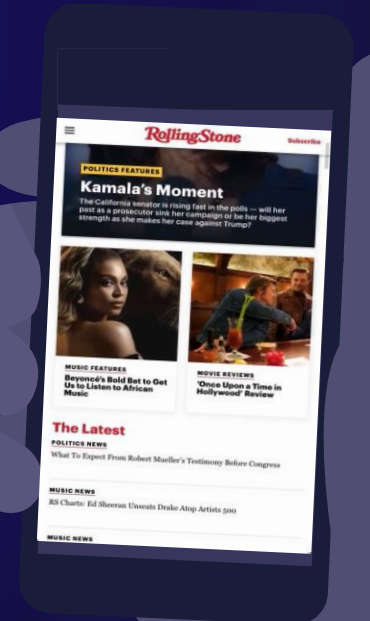 RollingStone
Subscribe
POLITICS FEATURES
Kamala's Moment
The California senator is rising fast in the polls — will her
past as a prosecutor sink her campaign or be her biggest
strength as she makes her case against Trump?
MUSIC FEATURES
Beyoncé's Bold Bet to Get
Us to Listen to African
Music
MOVIE REVIEWS
'Once Upon a Time in
Hollywood' Review
The Latest
POLITICS NEWS
What To Expect From Robert Mueller's Testimony Before Congress
MUSIC NEWS
RS Charts: Ed Sheeran Unseats Drake Atop Artists 500
MUSIC NEWS